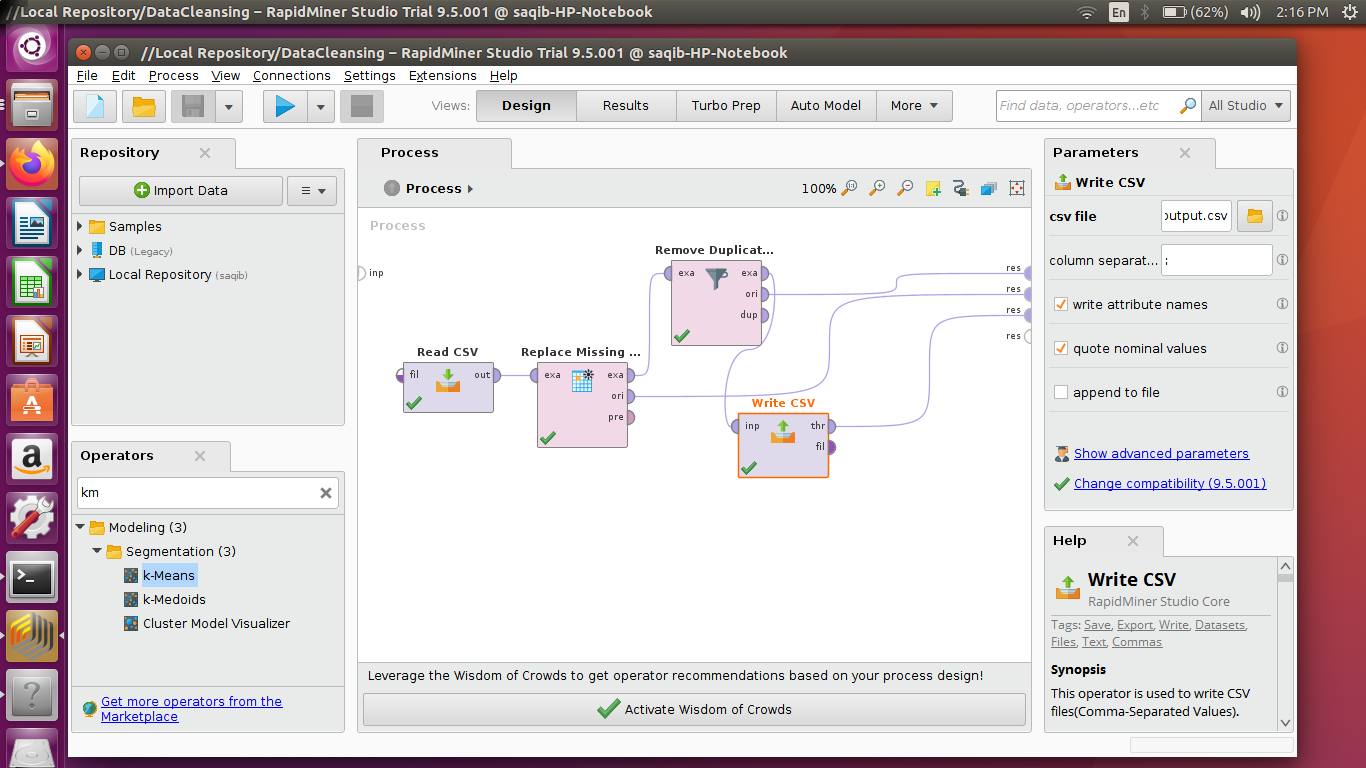 //Local Repository/DataCleansing – RapidMiner Studio Trial 9.5.001 @ saqib-HP-Notebook
En
(62%)
2:16 PM
//Local Repository/DataCleansing – RapidMiner Studio Trial 9.5.001 @ saqib-HP-Notebook
File Edit Process View Connections Settings Extensions Help
Views: Design Results Turbo Prep Auto Model More
Find data, operators...etc
All Studio
Repository
Import Data
Samples
DB (Legacy)
Local Repository (saqib)
Operators
km
Modeling (3)
Segmentation (3)
k-Means
k-Medoids
Cluster Model Visualizer
Get more operators from the
Marketplace
Process
Process
100%
Process
inp
Remove Duplicat...
exa exa
ori
dup
res
res
res
res
Read CSV
fil out
Replace Missing ...
exa exa
ori
pre
Write CSV
inp thr
fil
Leverage the Wisdom of Crowds to get operator recommendations based on your process design!
Activate Wisdom of Crowds
Parameters
Write CSV
csv file output.csv
column separat... ;
write attribute names
quote nominal values
append to file
Show advanced parameters
Change compatibility (9.5.001)
Help
Write CSV
RapidMiner Studio Core
Tags: Save, Export, Write, Datasets,
Files, Text, Commas
Synopsis
This operator is used to write CSV
files(Comma-Separated Values).